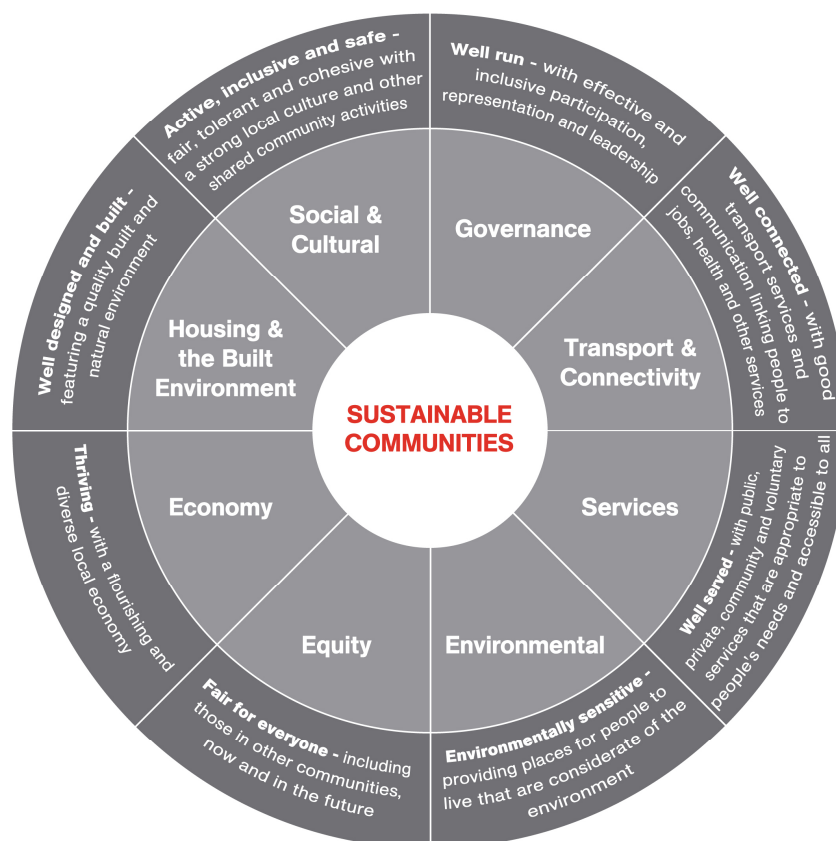 SUSTAINABLE
COMMUNITIES
Governance
Well run - with effective and
inclusive participation,
representation and leadership
Transport &
Connectivity
Well connected - with good
transport services and
communication linking people to
jobs, health and other services
Services
Well served - with public,
private, community and voluntary
services that are appropriate to
people's needs and accessible to all
Environmental
Environmentally sensitive -
providing places for people to
live that are considerate of the
environment
Equity
Fair for everyone - including
those in other communities,
now and in the future
Economy
Thriving - with a flourishing and
diverse local economy
Housing &
the Built
Environment
Well designed and built -
featuring a quality built and
natural environment
Social &
Cultural
Active, inclusive and safe -
fair, tolerant and cohesive with
a strong local culture and other
shared community activities